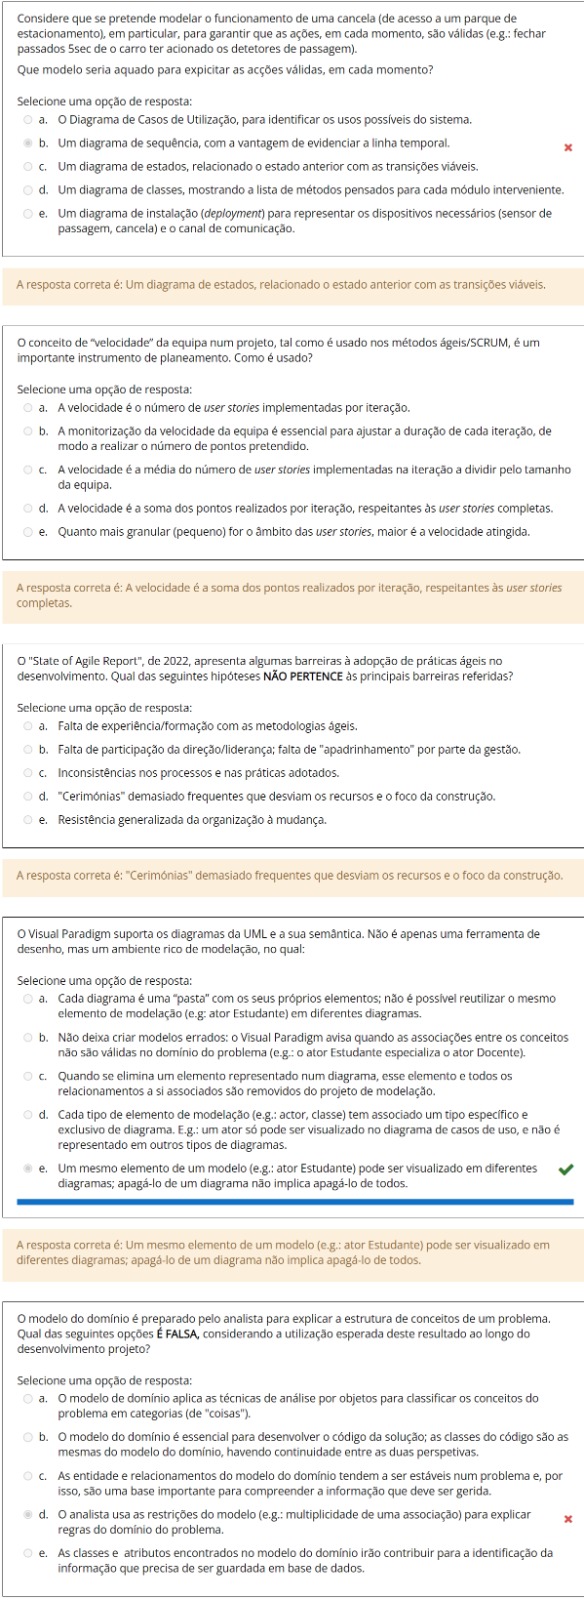 Considere que se pretende modelar o funcionamento de uma cancela (de acesso a um parque de
estacionamento), em particular, para garantir que as ações, em cada momento, são válidas (e.g.: fechar
passados 5sec de o carro ter acionado os detetores de passagem).
Que modelo seria aquado para expicitar as acções válidas, em cada momento?
Selecione uma opção de resposta:
a. O Diagrama de Casos de Utilização, para identificar os usos possíveis do sistema.
b. Um diagrama de sequência, com a vantagem de evidenciar a linha temporal.
c. Um diagrama de estados, relacionado o estado anterior com as transições viáveis.
d. Um diagrama de classes, mostrando a lista de métodos pensados para cada módulo interveniente.
e. Um diagrama de instalação (deployment) para representar os dispositivos necessários (sensor de
passagem, cancela) e o canal de comunicação.
A resposta correta é: Um diagrama de estados, relacionado o estado anterior com as transições viáveis.
O conceito de "velocidade" da equipa num projeto, tal como é usado nos métodos ágeis/SCRUM, é um
importante instrumento de planeamento. Como é usado?
Selecione uma opção de resposta:
a. A velocidade é o número de user stories implementadas por iteração.
b. A monitorização da velocidade da equipa é essencial para ajustar a duração de cada iteração, de
modo a realizar o número de pontos pretendido.
c. A velocidade é a média do número de user stories implementadas na iteração a dividir pelo tamanho
da equipa.
d. A velocidade é a soma dos pontos realizados por iteração, respeitantes às user stories completas.
e. Quanto mais granular (pequeno) for o âmbito das user stories, maior é a velocidade atingida.
A resposta correta é: A velocidade é a soma dos pontos realizados por iteração, respeitantes às user stories
completas.
O "State of Agile Report", de 2022, apresenta algumas barreiras à adopção de práticas ágeis no
desenvolvimento. Qual das seguintes hipóteses NÃO PERTENCE às principais barreiras referidas?
Selecione uma opção de resposta:
a. Falta de experiência/formação com as metodologias ágeis.
b. Falta de participação da direção/liderança; falta de "apadrinhamento" por parte da gestão.
c. Inconsistências nos processos e nas práticas adotados.
d. "Cerimónias" demasiado frequentes que desviam os recursos e o foco da construção.
e. Resistência generalizada da organização à mudança.
A resposta correta é: "Cerimónias" demasiado frequentes que desviam os recursos e o foco da construção.
O Visual Paradigm suporta os diagramas da UML e a sua semântica. Não é apenas uma ferramenta de
desenho, mas um ambiente rico de modelação, no qual:
Selecione uma opção de resposta:
a. Cada diagrama é uma "pasta" com os seus próprios elementos; não é possível reutilizar o mesmo
elemento de modelação (e.g: ator Estudante) em diferentes diagramas.
b. Não deixa criar modelos errados: o Visual Paradigm avisa quando as associações entre os conceitos
não são válidas no domínio do problema (e.g.: o ator Estudante especializa o ator Docente).
c. Quando se elimina um elemento representado num diagrama, esse elemento e todos os
relacionamentos a si associados são removidos do projeto de modelação.
d. Cada tipo de elemento de modelação (e.g.: actor, classe) tem associado um tipo específico e
exclusivo de diagrama. E.g.: um ator só pode ser visualizado no diagrama de casos de uso, e não é
representado em outros tipos de diagramas.
e. Um mesmo elemento de um modelo (e.g.: ator Estudante) pode ser visualizado em diferentes
diagramas; apagá-lo de um diagrama não implica apagá-lo de todos.
A resposta correta é: Um mesmo elemento de um modelo (e.g.: ator Estudante) pode ser visualizado em
diferentes diagramas; apagá-lo de um diagrama não implica apagá-lo de todos.
O modelo do domínio é preparado pelo analista para explicar a estrutura de conceitos de um problema.
Qual das seguintes opções É FALSA, considerando a utilização esperada deste resultado ao longo do
desenvolvimento projeto?
Selecione uma opção de resposta:
a. O modelo de domínio aplica as técnicas de análise por objetos para classificar os conceitos do
problema em categorias (de "coisas").
b. O modelo do domínio é essencial para desenvolver o código da solução; as classes do código são as
mesmas do modelo do domínio, havendo continuidade entre as duas perspetivas.
c. As entidade e relacionamentos do modelo do domínio tendem a ser estáveis num problema e, por
isso, são uma base importante para compreender a informação que deve ser gerida.
d. O analista usa as restrições do modelo (e.g.: multiplicidade de uma associação) para explicar
regras do domínio do problema.
e. As classes e atributos encontrados no modelo do domínio irão contribuir para a identificação da
informação que precisa de ser guardada em base de dados.